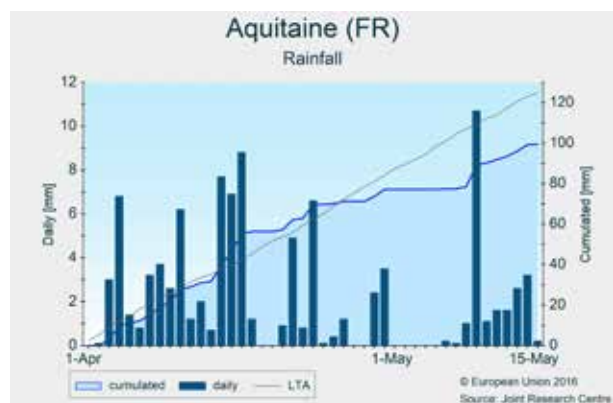 Aquitaine (FR)
Rainfall
Daily [mm]
12
10
8
6
4
2
0
Cumulated [mm]
120
100
80
60
40
20
0
1-Apr
1-May
15-May
cumulated
daily
LTA
© European Union 2016
Source: Joint Research Centre